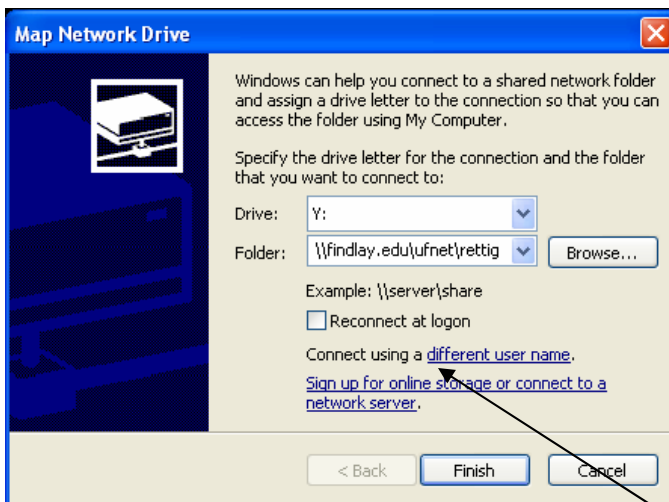 Map Network Drive
Windows can help you connect to a shared network folder
and assign a drive letter to the connection so that you can
access the folder using My Computer.
Specify the drive letter for the connection and the folder
that you want to connect to:
Drive: Y:
Folder: \\findlay.edu\ufnet\rettig Browse...
Example: \\server\share
Reconnect at logon
Connect using a different user name.
Sign up for online storage or connect to a
network server.
< Back Finish Cancel